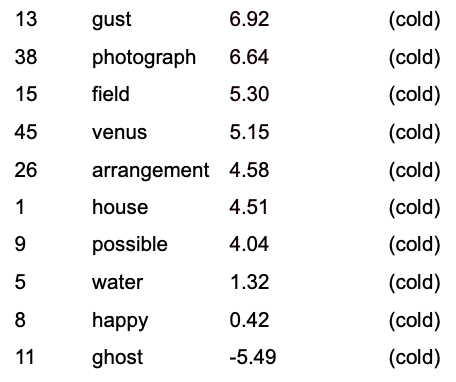 13 gust 6.92 (cold)
38 photograph 6.64 (cold)
15 field 5.30 (cold)
45 venus 5.15 (cold)
26 arrangement 4.58 (cold)
1 house 4.51 (cold)
9 possible 4.04 (cold)
5 water 1.32 (cold)
8 happy 0.42 (cold)
11 ghost -5.49 (cold)